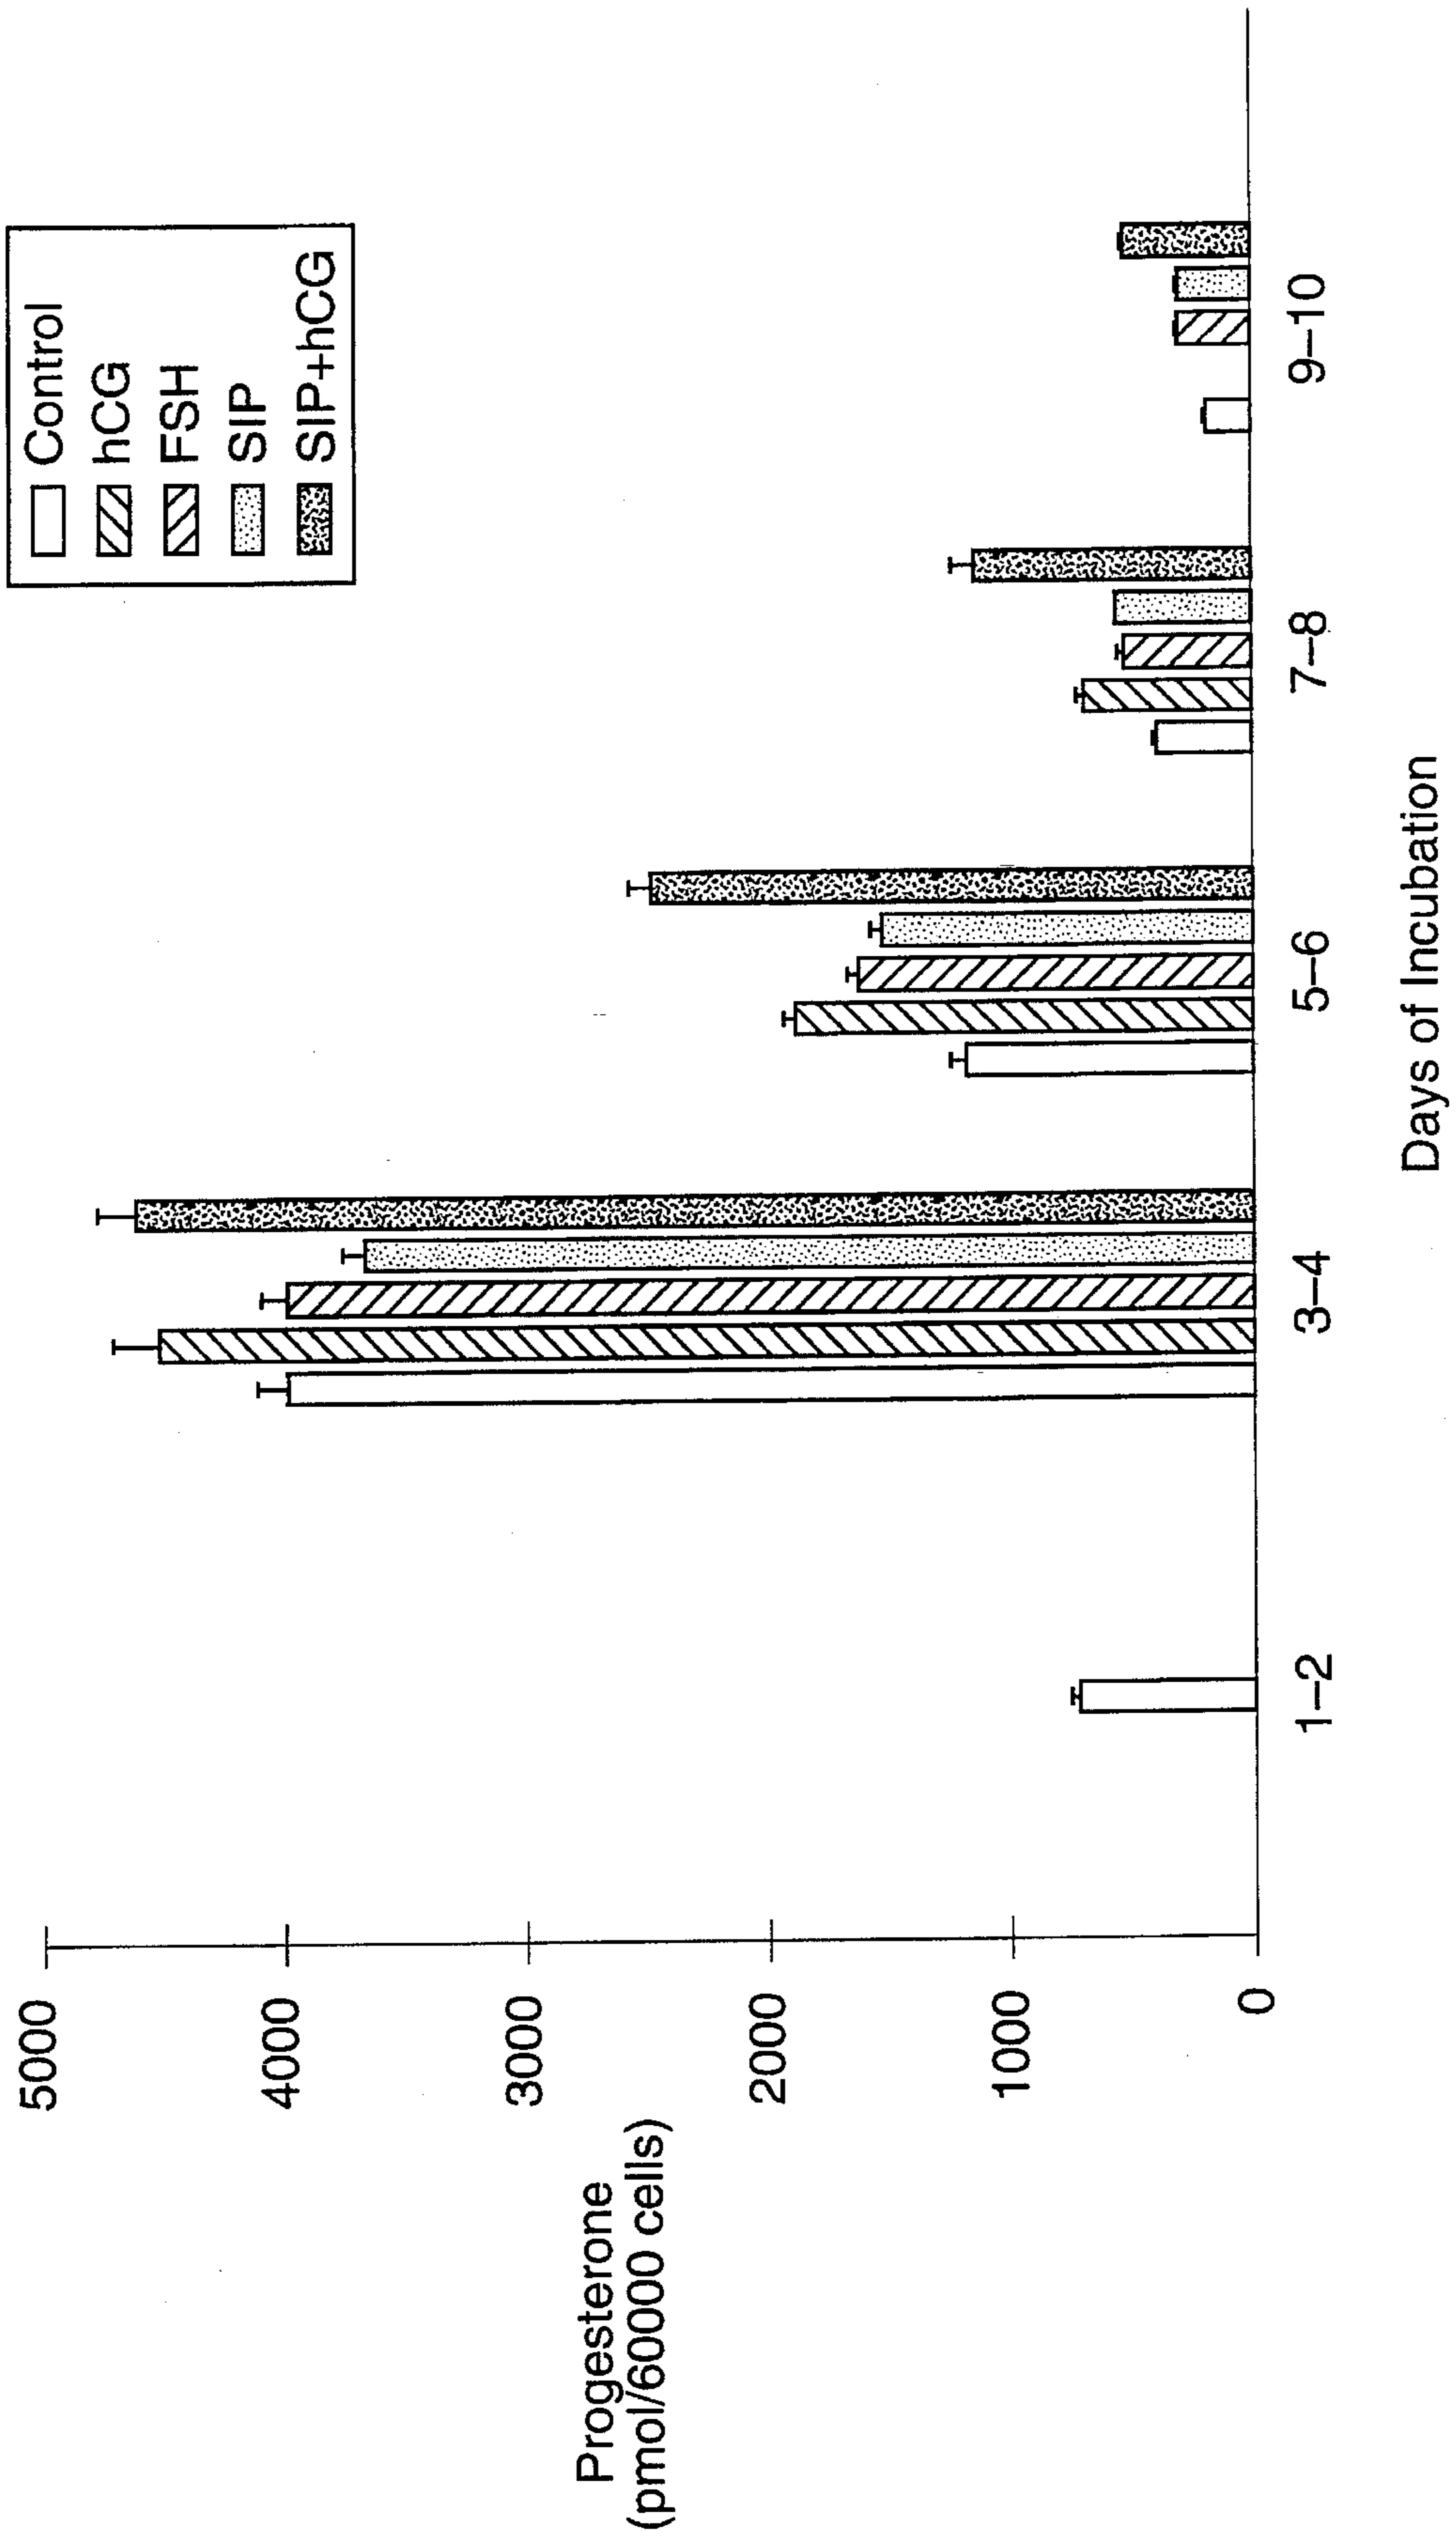 Control
hCG
FSH
SIP
SIP+hCG
5000
4000
3000
2000
1000
0
Progesterone
(pmol/60000 cells)
1–2
3–4
5–6
7–8
9–10
Days of Incubation